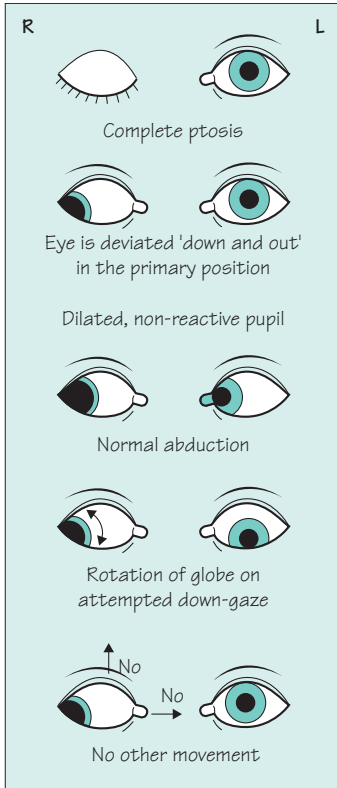 R L
Complete ptosis
Eye is deviated 'down and out'
in the primary position
Dilated, non-reactive pupil
Normal abduction
Rotation of globe on
attempted down-gaze
No
No
No other movement